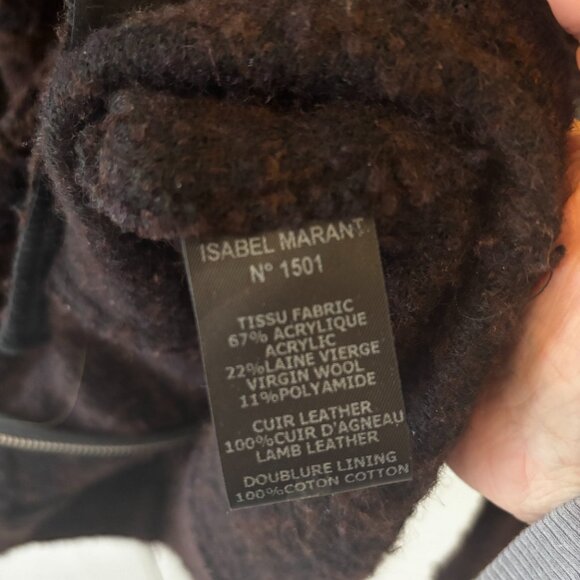 ISABEL MARANT
N° 1501
TISSU FABRIC
67% ACRYLIQUE
ACRYLIC
22%LAINE VIERGE
VIRGIN WOOL
11%POLYAMIDE
CUIR LEATHER
100%CUIR D'AGNEAU
LAMB LEATHER
DOUBLURE LINING
100%COTON COTTON